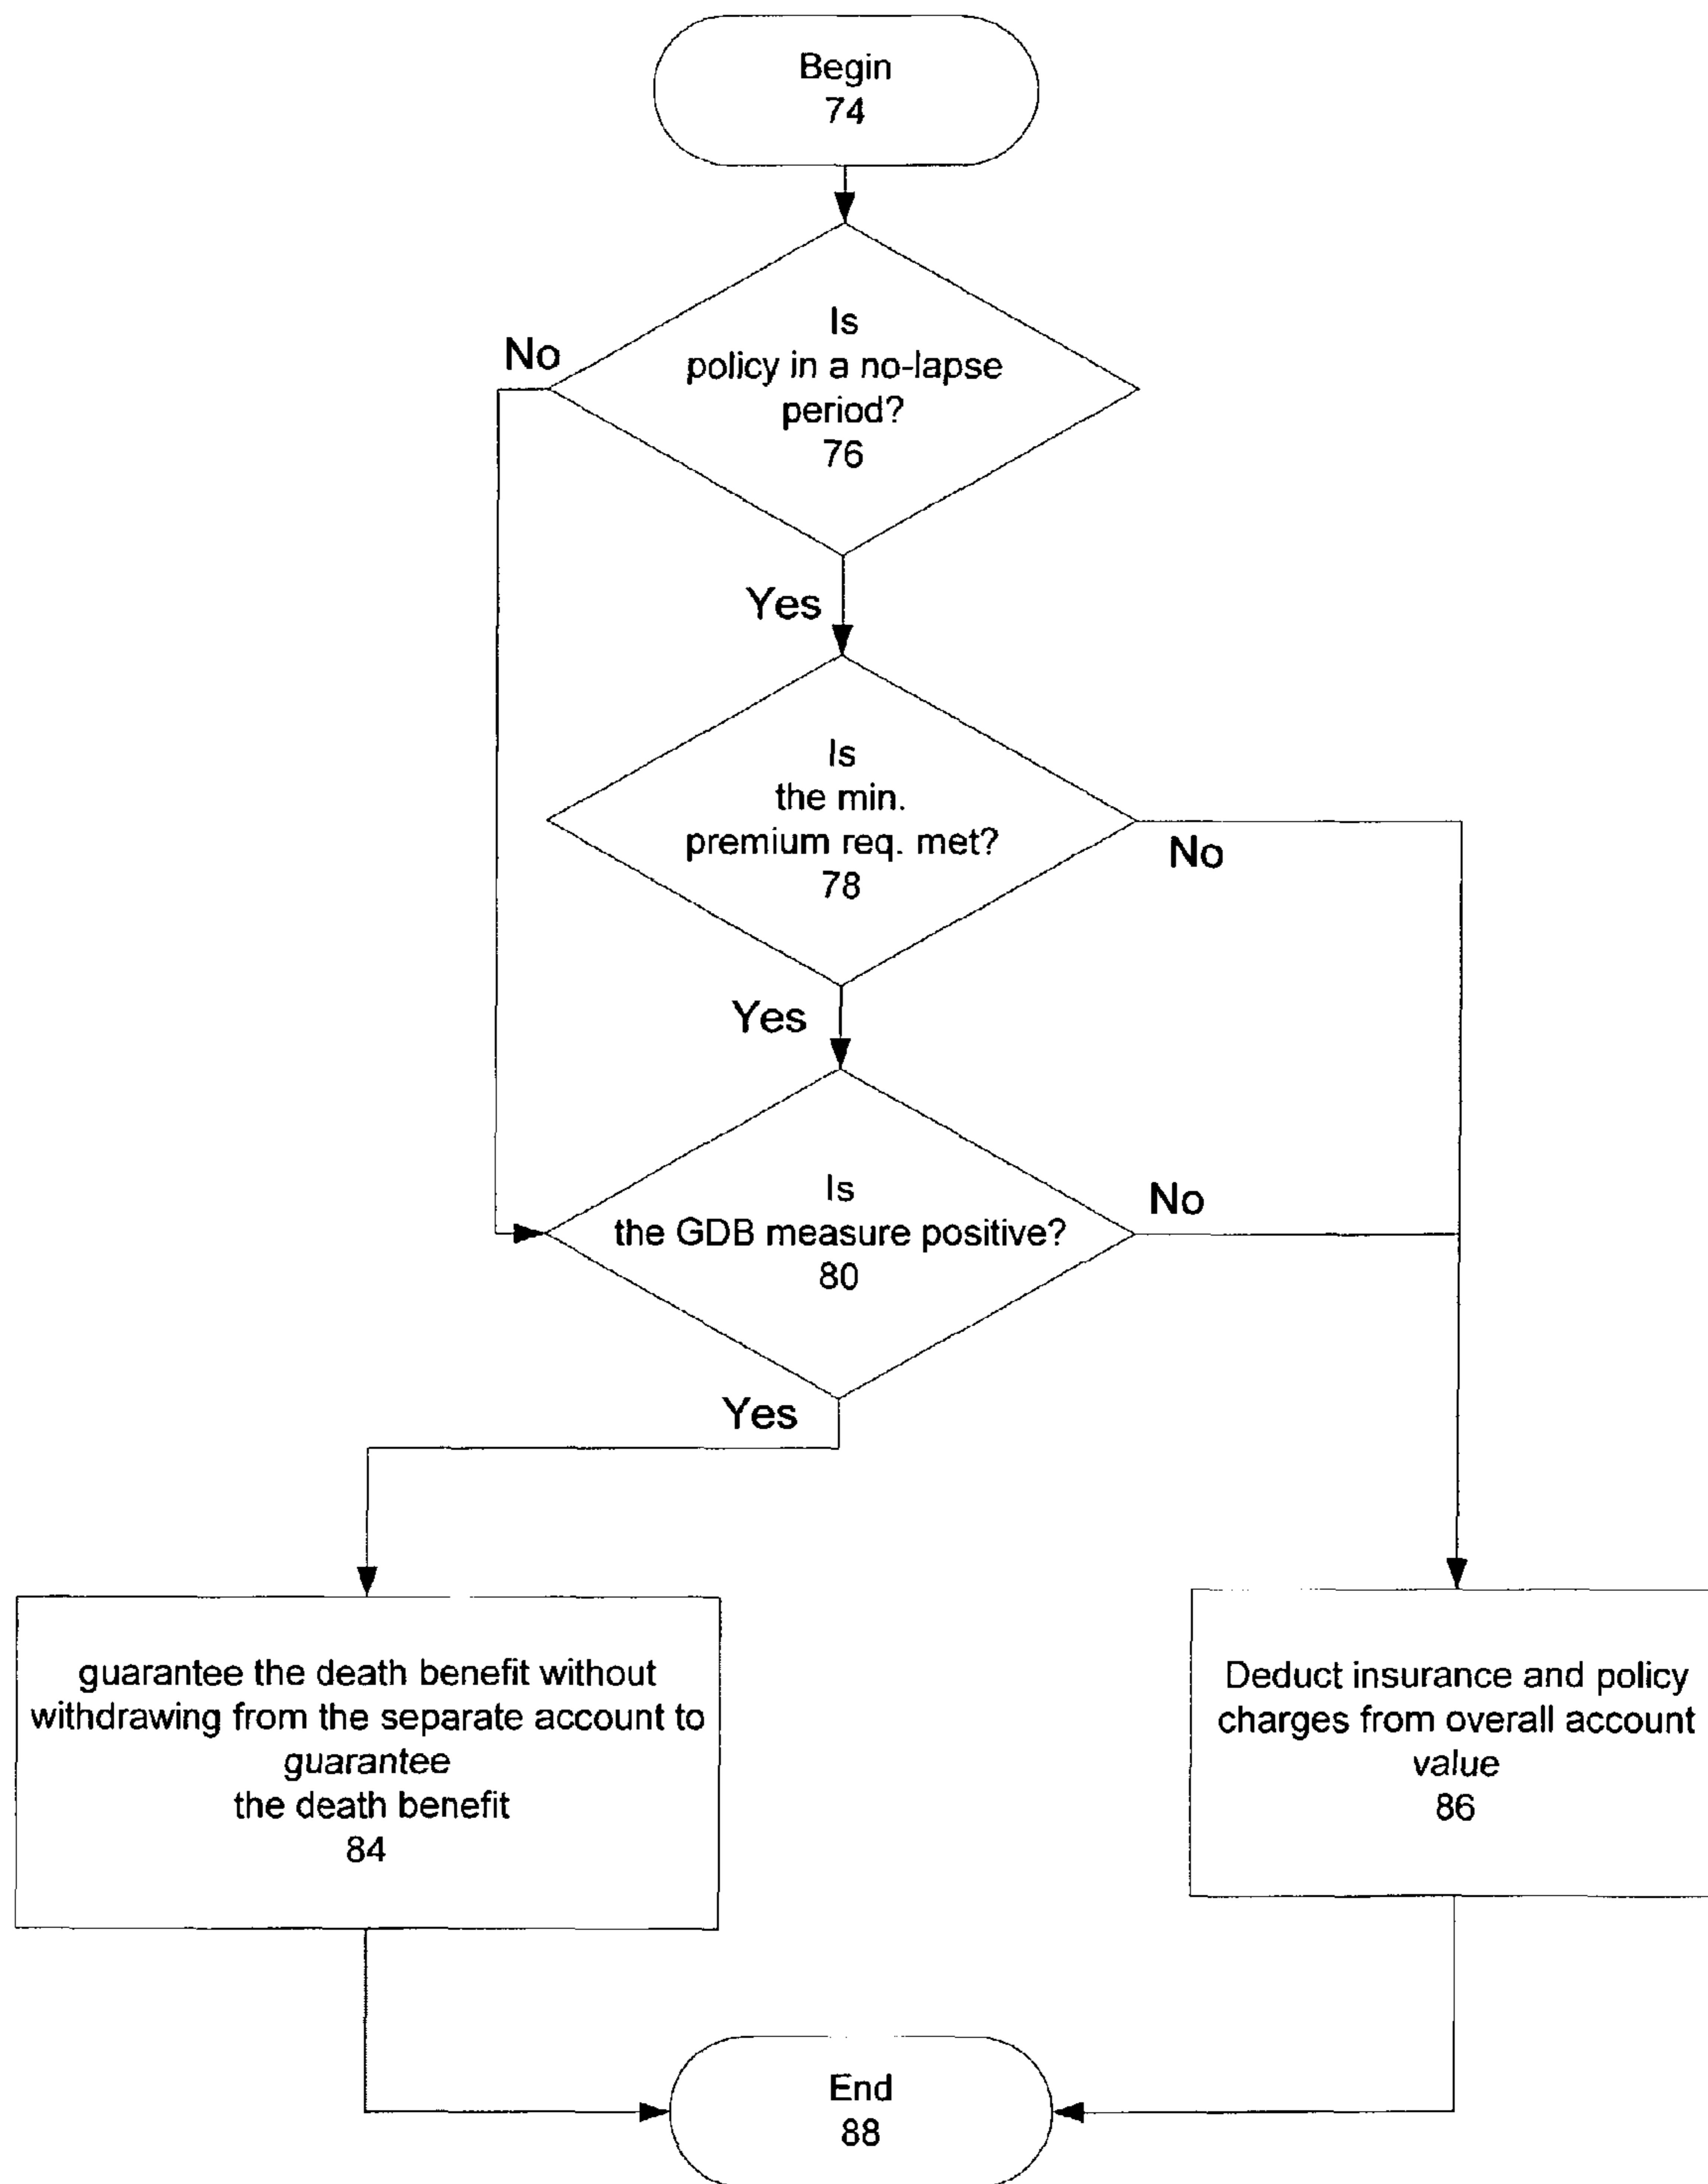 Begin
74
Is
policy in a no-lapse
period?
76
No
Yes
Is
the min.
premium req. met?
78
No
Yes
Is
the GDB measure positive?
80
No
Yes
guarantee the death benefit without
withdrawing from the separate account to
guarantee
the death benefit
84
Deduct insurance and policy
charges from overall account
value
86
End
88